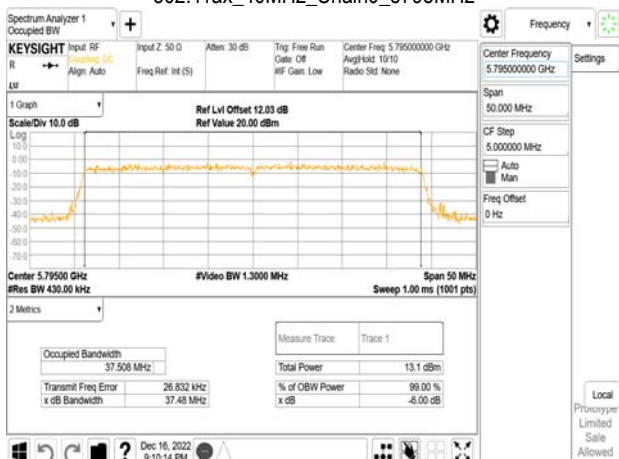 Spectrum Analyzer 1
Occupied BW
Frequency
KEYSIGHT
Input: RF
Coupling: DC
Align: Auto
Input Z: 50 Ω
Freq Ref: Int (S)
Atten: 30 dB
Trig: Free Run
Gate: Off
#IF Gain: Low
Center Freq: 5.795000000 GHz
Avg|Hold: 10/10
Radio Std: None
R
LV
1 Graph
Scale/Div 10.0 dB
Ref Lvl Offset 12.03 dB
Ref Value 20.00 dBm
Log
10.0
0.00
-10.0
-20.0
-30.0
-40.0
-50.0
-60.0
-70.0
Center 5.79500 GHz
#Res BW 430.00 kHz
#Video BW 1.3000 MHz
Span 50 MHz
Sweep 1.00 ms (1001 pts)
2 Metrics
Measure Trace
Trace 1
Occupied Bandwidth
37.508 MHz
Total Power
13.1 dBm
Transmit Freq Error
26.832 kHz
% of OBW Power
99.00 %
x dB Bandwidth
37.48 MHz
x dB
-6.00 dB
Center Frequency
5.795000000 GHz
Settings
Span
50.000 MHz
CF Step
5.000000 MHz
Auto
Man
Freq Offset
0 Hz
Local
Prototype
Limited
Sale
Allowed
?
Dec 16, 2022
9:10:14 PM